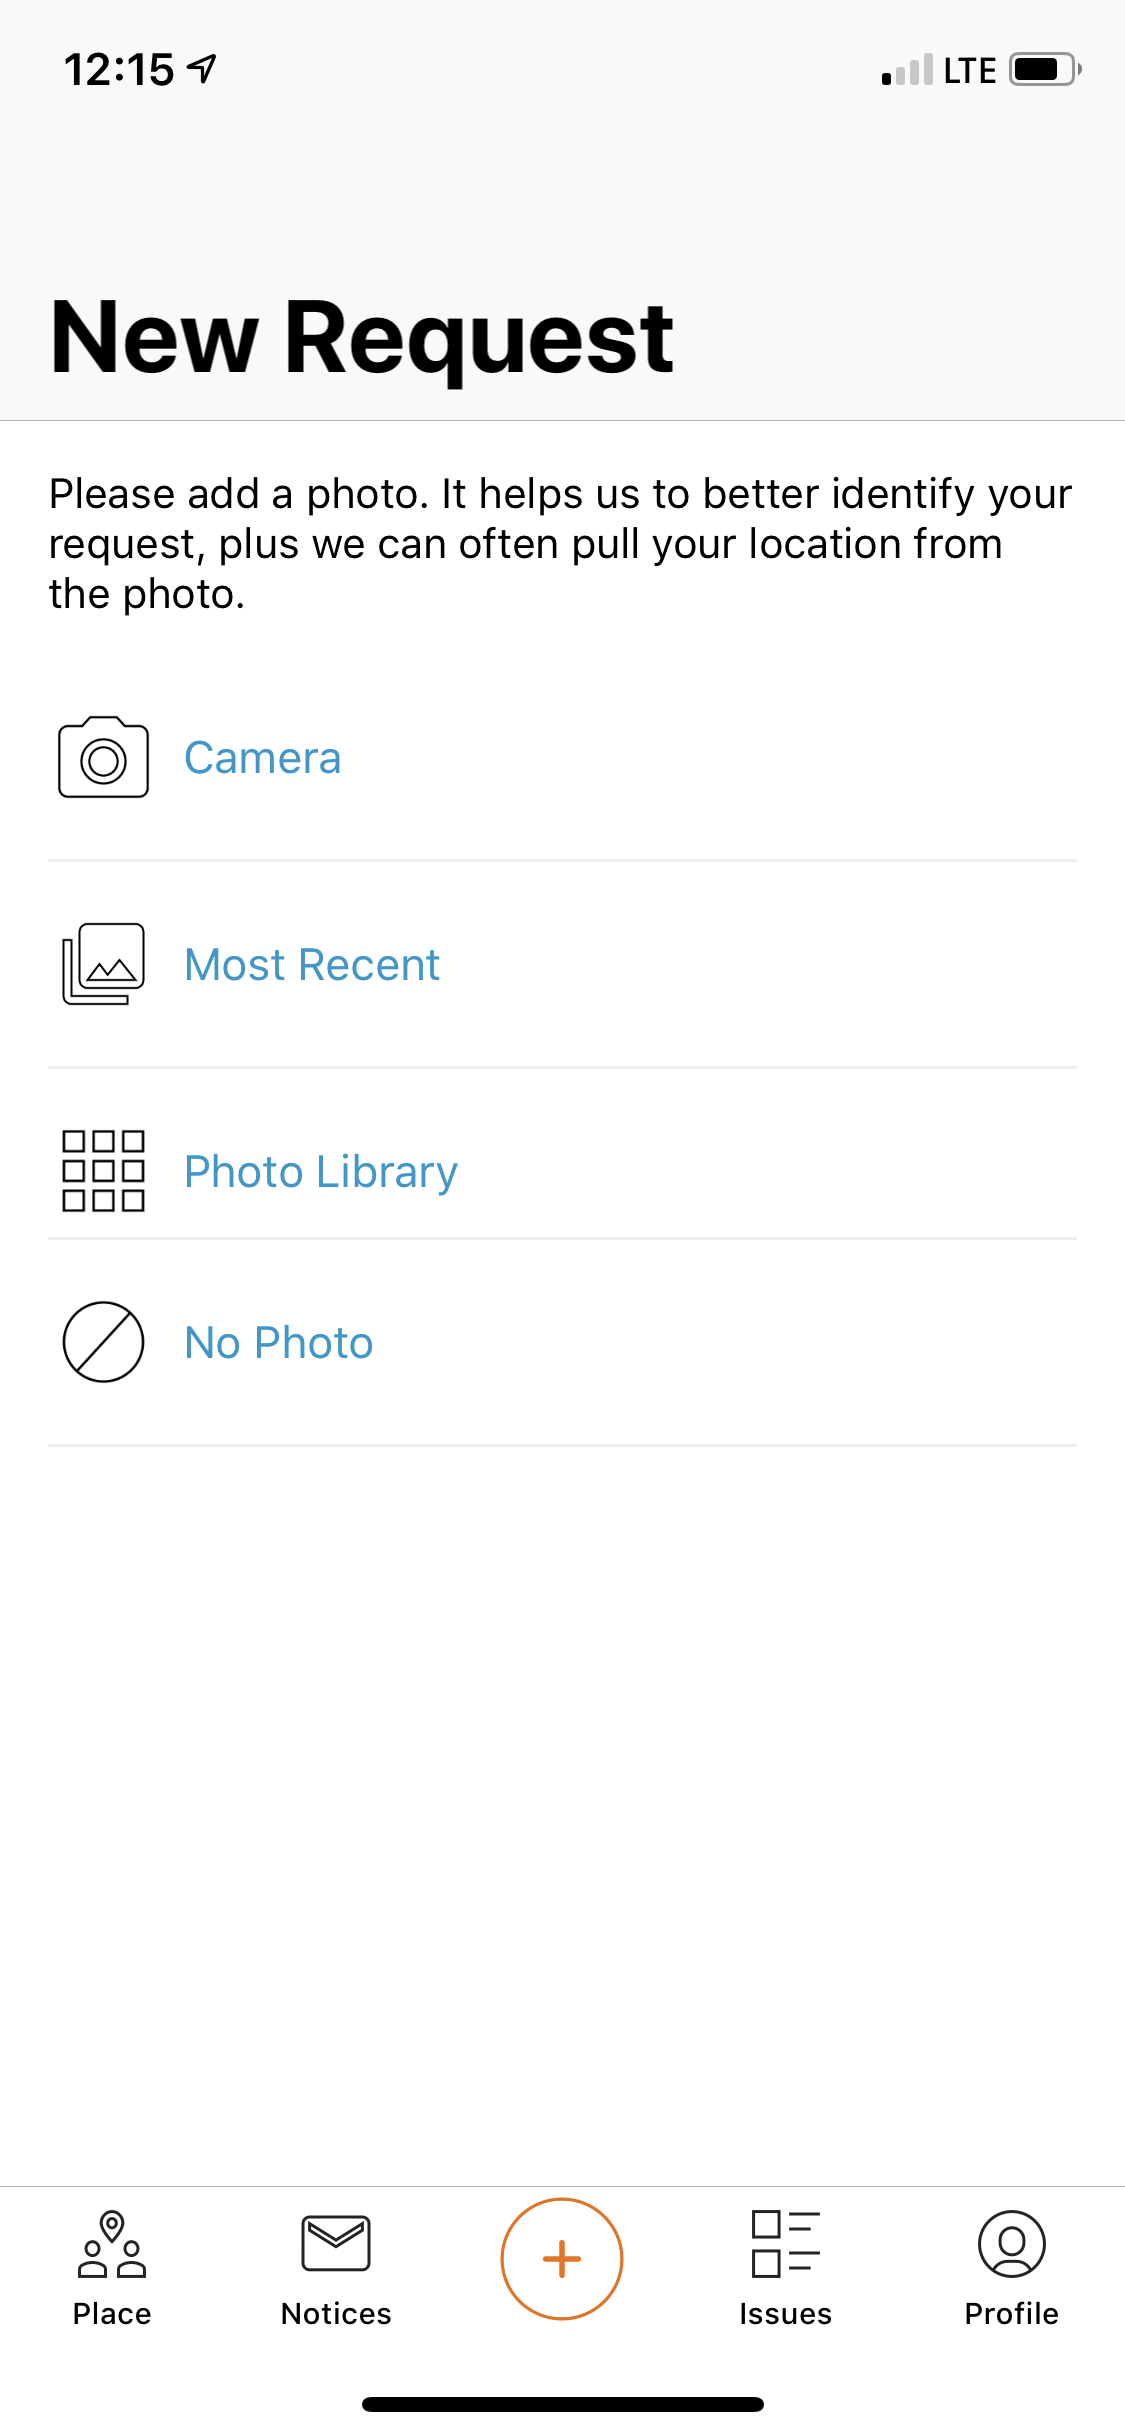 12:15
LTE
New Request
Please add a photo. It helps us to better identify your
request, plus we can often pull your location from
the photo.
Camera
Most Recent
Photo Library
No Photo
Place
Notices
Issues
Profile